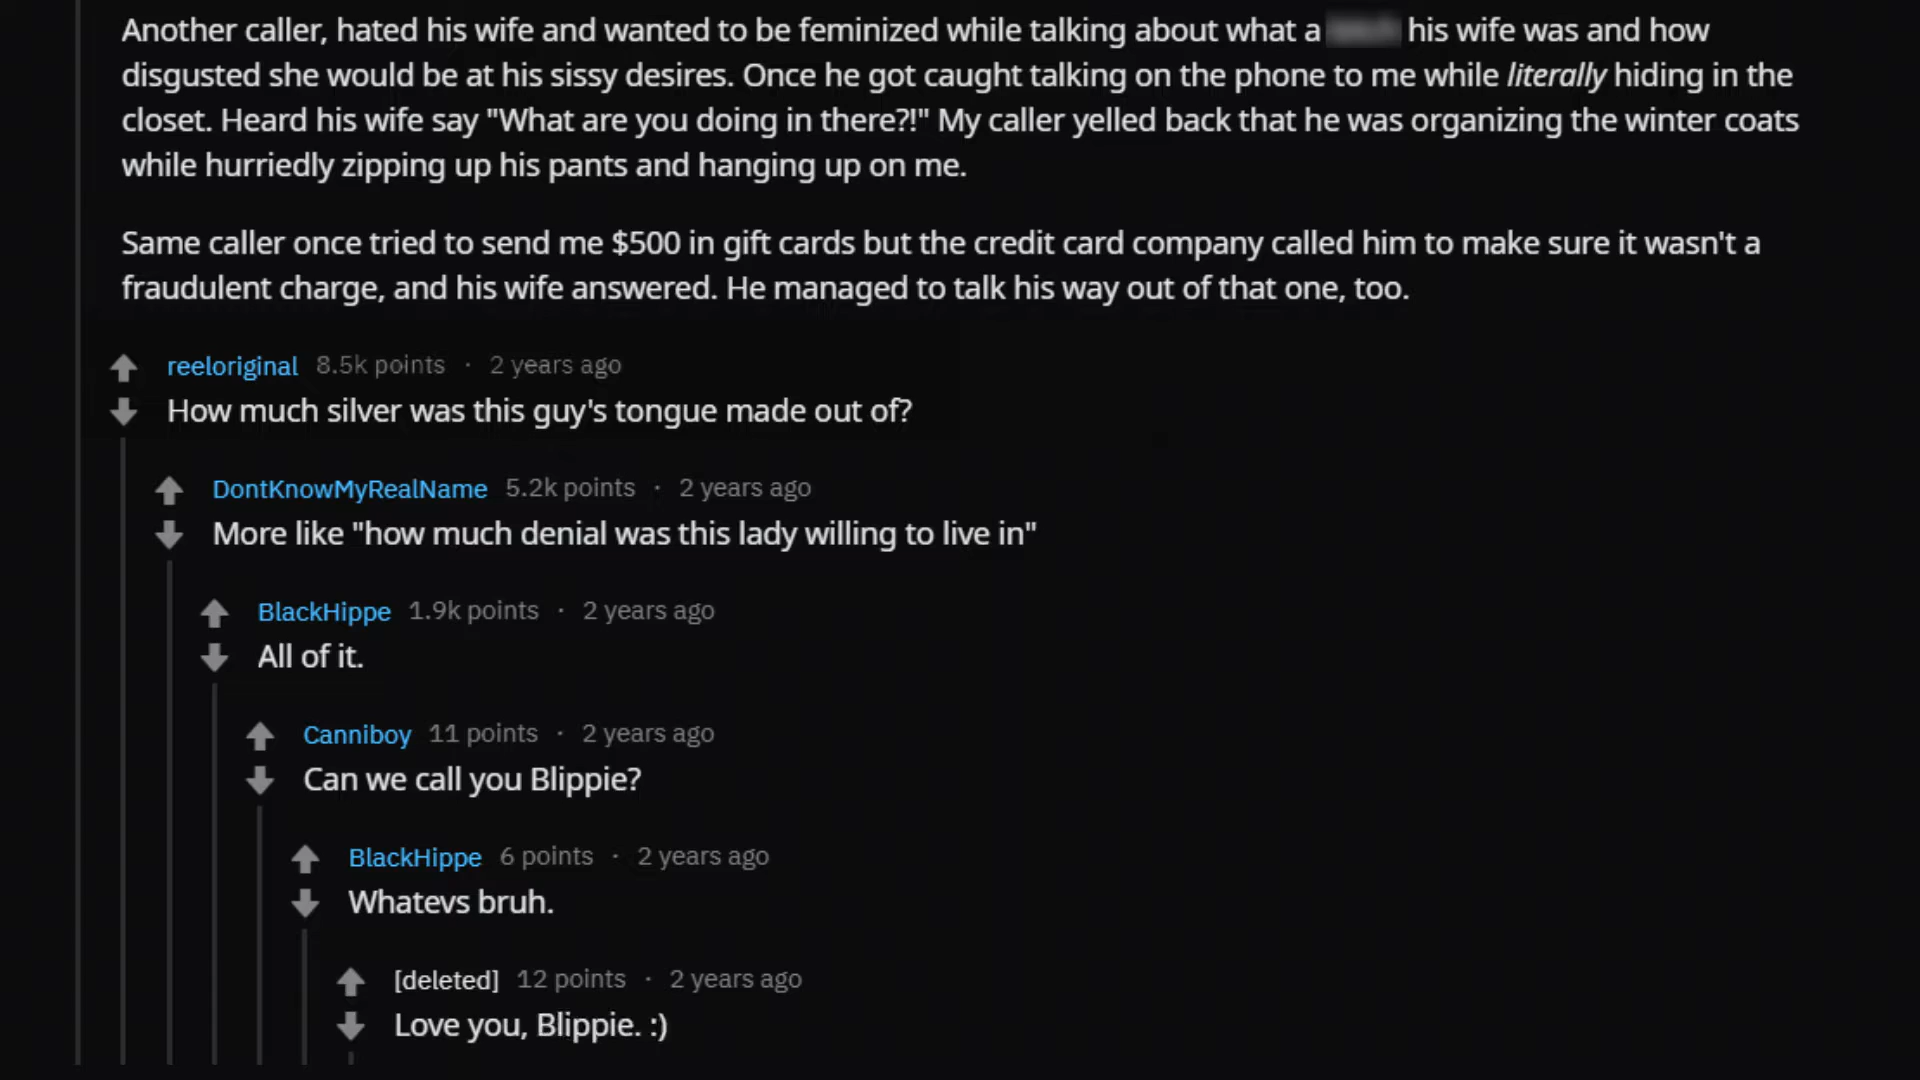 Another caller, hated his wife and wanted to be feminized while talking about what a his wife was and how
disgusted she would be at his sissy desires. Once he got caught talking on the phone to me while literally hiding in the
closet. Heard his wife say "What are you doing in there?!" My caller yelled back that he was organizing the winter coats
while hurriedly zipping up his pants and hanging up on me.
Same caller once tried to send me $500 in gift cards but the credit card company called him to make sure it wasn't a
fraudulent charge, and his wife answered. He managed to talk his way out of that one, too.
reeloriginal 8.5k points · 2 years ago
How much silver was this guy's tongue made out of?
DontKnowMyRealName 5.2k points · 2 years ago
More like "how much denial was this lady willing to live in"
BlackHippe 1.9k points · 2 years ago
All of it.
Canniboy 11 points · 2 years ago
Can we call you Blippie?
BlackHippe 6 points · 2 years ago
Whatevs bruh.
[deleted] 12 points · 2 years ago
Love you, Blippie. :)